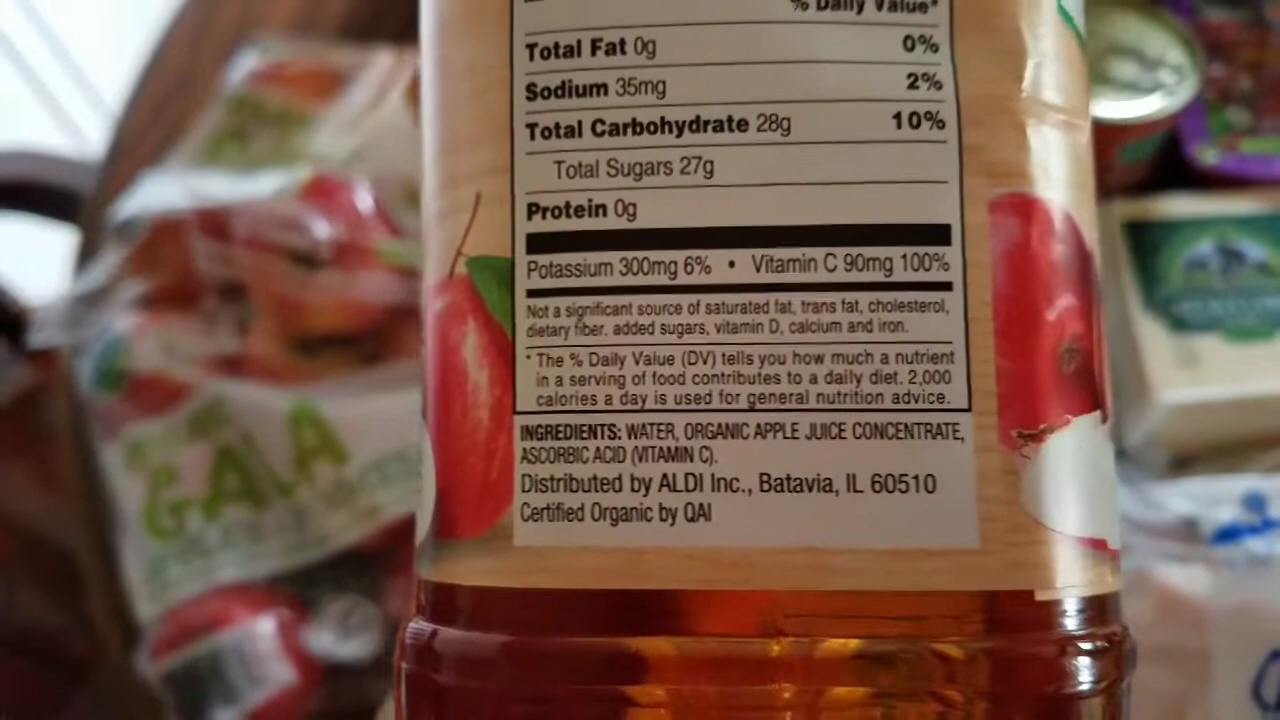 % Daily Value*
Total Fat 0g 0%
Sodium 35mg 2%
Total Carbohydrate 28g 10%
Total Sugars 27g
Protein 0g
Potassium 300mg 6% • Vitamin C 90mg 100%
Not a significant source of saturated fat, trans fat, cholesterol,
dietary fiber, added sugars, vitamin D, calcium and iron.
* The % Daily Value (DV) tells you how much a nutrient
in a serving of food contributes to a daily diet. 2,000
calories a day is used for general nutrition advice.
INGREDIENTS: WATER, ORGANIC APPLE JUICE CONCENTRATE,
ASCORBIC ACID (VITAMIN C).
Distributed by ALDI Inc., Batavia, IL 60510
Certified Organic by QAI
GALA